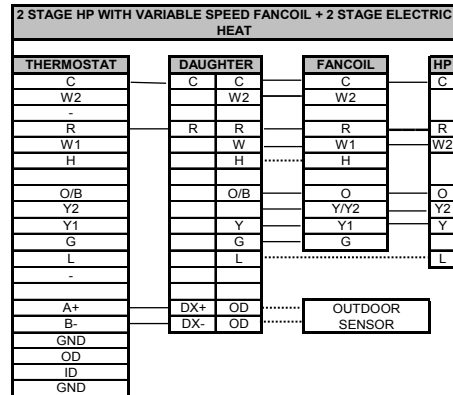 2 STAGE HP WITH VARIABLE SPEED FANCOIL + 2 STAGE ELECTRIC
HEAT
THERMOSTAT DAUGHTER FANCOIL HP
C C C C C
W2 W2 W2
-
R R R R R
W1 W W1 W2
H H H
O/B O/B O O
Y2 Y/Y2 Y2
Y1 Y Y1 Y
G G G
L L L
-
A+ DX+ OD OUTDOOR
B- DX- OD SENSOR
GND
OD
ID
GND